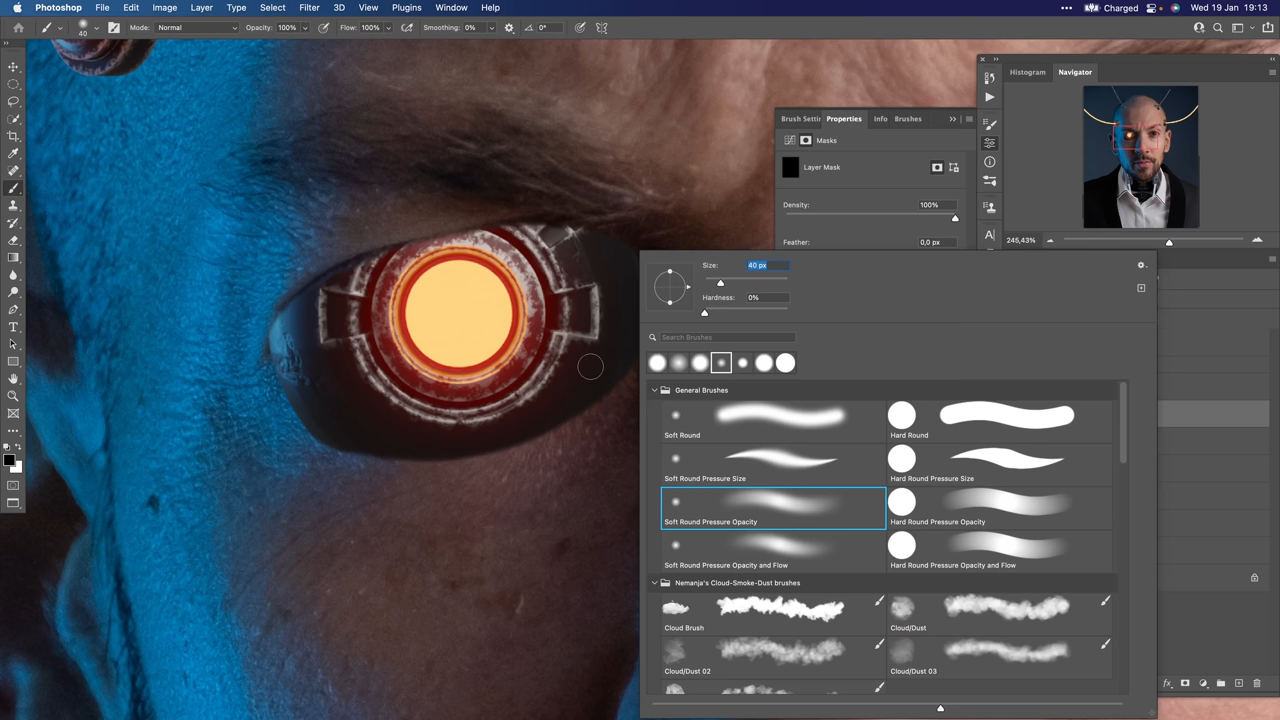 Photoshop File Edit Image Layer Type Select Filter 3D View Plugins Window Help ••• Charged Wed 19 Jan 19:13
40 Mode: Normal Opacity: 100% Flow: 100% Smoothing: 0% 0°
Histogram Navigator
Brush Settin Properties Info Brushes
Masks
Layer Mask
Density: 100%
245,43%
Feather: 0,0 px
Size: 40 px
Hardness: 0%
Search Brushes
General Brushes
Soft Round Hard Round
Soft Round Pressure Size Hard Round Pressure Size
Soft Round Pressure Opacity Hard Round Pressure Opacity
Soft Round Pressure Opacity and Flow Hard Round Pressure Opacity and Flow
Nemanja's Cloud-Smoke-Dust brushes
Cloud Brush Cloud/Dust
Cloud/Dust 02 Cloud/Dust 03
fx